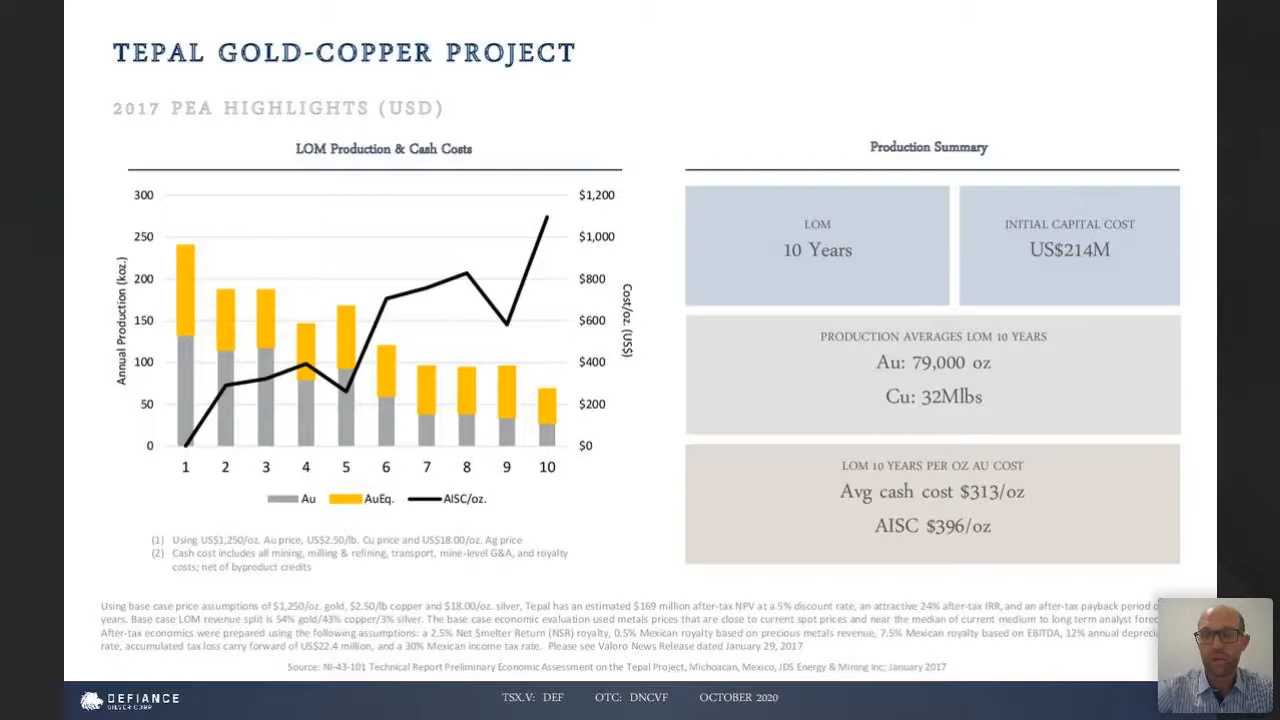 TEPAL GOLD-COPPER PROJECT
2017 PEA HIGHLIGHTS (USD)
LOM Production & Cash Costs
300
250
200
150
100
50
0
Annual Production (koz.)
$1,200
$1,000
$800
$600
$400
$200
$0
Cost/oz. (US$)
1 2 3 4 5 6 7 8 9 10
Au AuEq. AISC/oz.
(1) Using US$1,250/oz. Au price, US$2.50/lb. Cu price and US$18.00/oz. Ag price
(2) Cash cost includes all mining, milling & refining, transport, mine-level G&A, and royalty
costs; net of byproduct credits
Production Summary
LOM
10 Years
INITIAL CAPITAL COST
US$214M
PRODUCTION AVERAGES LOM 10 YEARS
Au: 79,000 oz
Cu: 32Mlbs
LOM 10 YEARS PER OZ AU COST
Avg cash cost $313/oz
AISC $396/oz
Using base case price assumptions of $1,250/oz. gold, $2.50/lb copper and $18.00/oz. silver, Tepal has an estimated $169 million after-tax NPV at a 5% discount rate, an attractive 24% after-tax IRR, and an after-tax payback period
years. Base case LOM revenue split is 54% gold/43% copper/3% silver. The base case economic evaluation used metals prices that are close to current spot prices and near the median of current medium to long term analyst
After-tax economics were prepared using the following assumptions: a 2.5% Net Smelter Return (NSR) royalty, 0.5% Mexican royalty based on precious metals revenue, 7.5% Mexican royalty based on EBITDA, 12% annual
rate, accumulated tax loss carry forward of US$22.4 million, and a 30% Mexican income tax rate. Please see Valoro News Release dated January 29, 2017
Source: NI-43-101 Technical Report Preliminary Economic Assessment on the Tepal Project, Michoacan, Mexico, JDS Energy & Mining Inc; January 2017
DEFIANCE
SILVER CORP
TSX.V: DEF OTC: DNCVF OCTOBER 2020